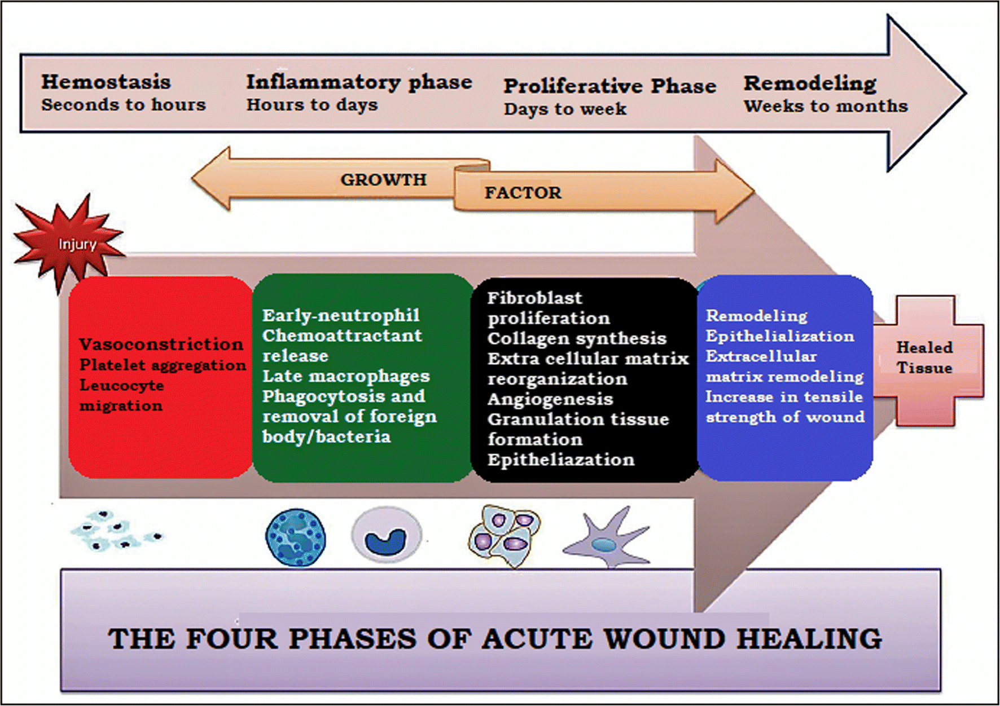 Hemostasis
Seconds to hours
Inflammatory phase
Hours to days
Proliferative Phase
Days to week
Remodeling
Weeks to months
GROWTH
FACTOR
Injury
Vasoconstriction
Platelet aggregation
Leucocyte
migration
Early-neutrophil
Chemoattractant
release
Late macrophages
Phagocytosis and
removal of foreign
body/bacteria
Fibroblast
proliferation
Collagen synthesis
Extra cellular matrix
reorganization
Angiogenesis
Granulation tissue
formation
Epitheliazation
Remodeling
Epithelialization
Extracellular
matrix remodeling
Increase in tensile
strength of wound
Healed
Tissue
THE FOUR PHASES OF ACUTE WOUND HEALING